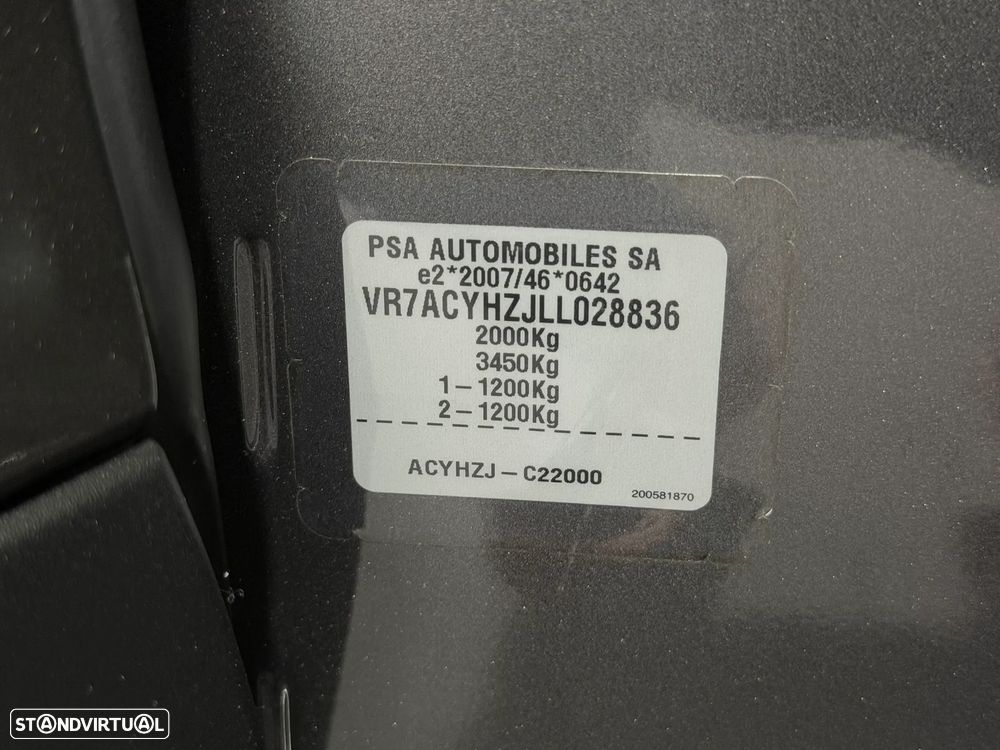 PSA AUTOMOBILES SA
e2*2007/46*0642
VR7ACYHZJLL028836
2000Kg
3450Kg
1–1200Kg
2–1200Kg
ACYHZJ–C22000
200581870
STANDVIRTUAL